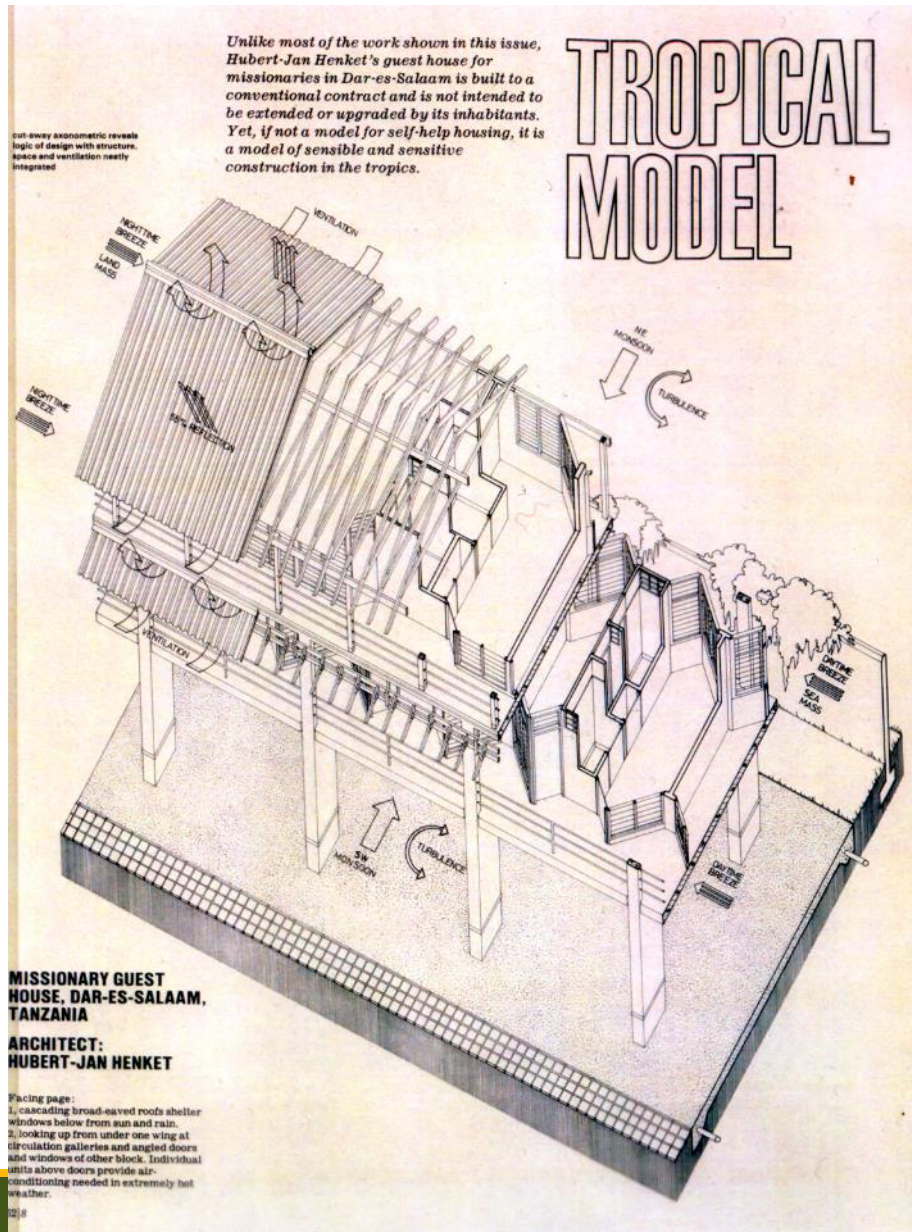 Unlike most of the work shown in this issue,
Hubert-Jan Henket's guest house for
missionaries in Dar-es-Salaam is built to a
conventional contract and is not intended to
be extended or upgraded by its inhabitants.
Yet, if not a model for self-help housing, it is
a model of sensible and sensitive
construction in the tropics.
TROPICAL
MODEL
cut-away axonometric reveals
logic of design with structure,
space and ventilation neatly
integrated
VENTILATION
NIGHTTIME
BREEZE
LAND
MASS
NE
MONSOON
TURBULENCE
NIGHTTIME
BREEZE
REFLECTION
VENTILATION
DAYTIME
BREEZE
SEA
MASS
SW
MONSOON
TURBULENCE
DAYTIME
BREEZE
MISSIONARY GUEST
HOUSE, DAR-ES-SALAAM,
TANZANIA
ARCHITECT:
HUBERT-JAN HENKET
Facing page:
1, cascading broad-eaved roofs shelter
windows below from sun and rain.
2, looking up from under one wing at
circulation galleries and angled doors
and windows of other block. Individual
units above doors provide air-
conditioning needed in extremely hot
weather.